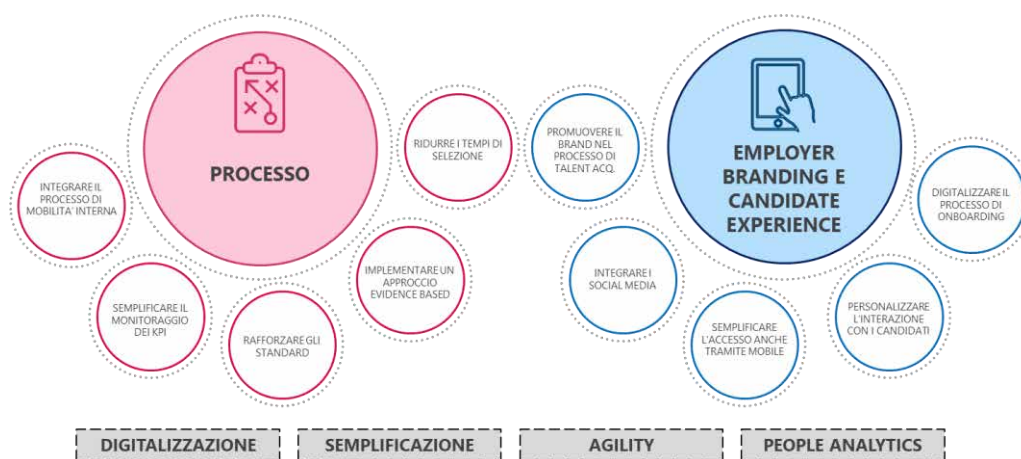 PROCESSO
INTEGRARE IL
PROCESSO DI
MOBILITA' INTERNA
SEMPLIFICARE IL
MONITORAGGIO
DEI KPI
RAFFORZARE GLI
STANDARD
IMPLEMENTARE UN
APPROCCIO
EVIDENCE BASED
RIDURRE I TEMPI DI
SELEZIONE
EMPLOYER
BRANDING E
CANDIDATE
EXPERIENCE
PROMUOVERE IL
BRAND NEL
PROCESSO DI
TALENT ACQ.
INTEGRARE I
SOCIAL MEDIA
SEMPLIFICARE
L'ACCESSO ANCHE
TRAMITE MOBILE
PERSONALIZZARE
L'INTERAZIONE
CON I CANDIDATI
DIGITALIZZARE IL
PROCESSO DI
ONBOARDING
DIGITALIZZAZIONE
SEMPLIFICAZIONE
AGILITY
PEOPLE ANALYTICS